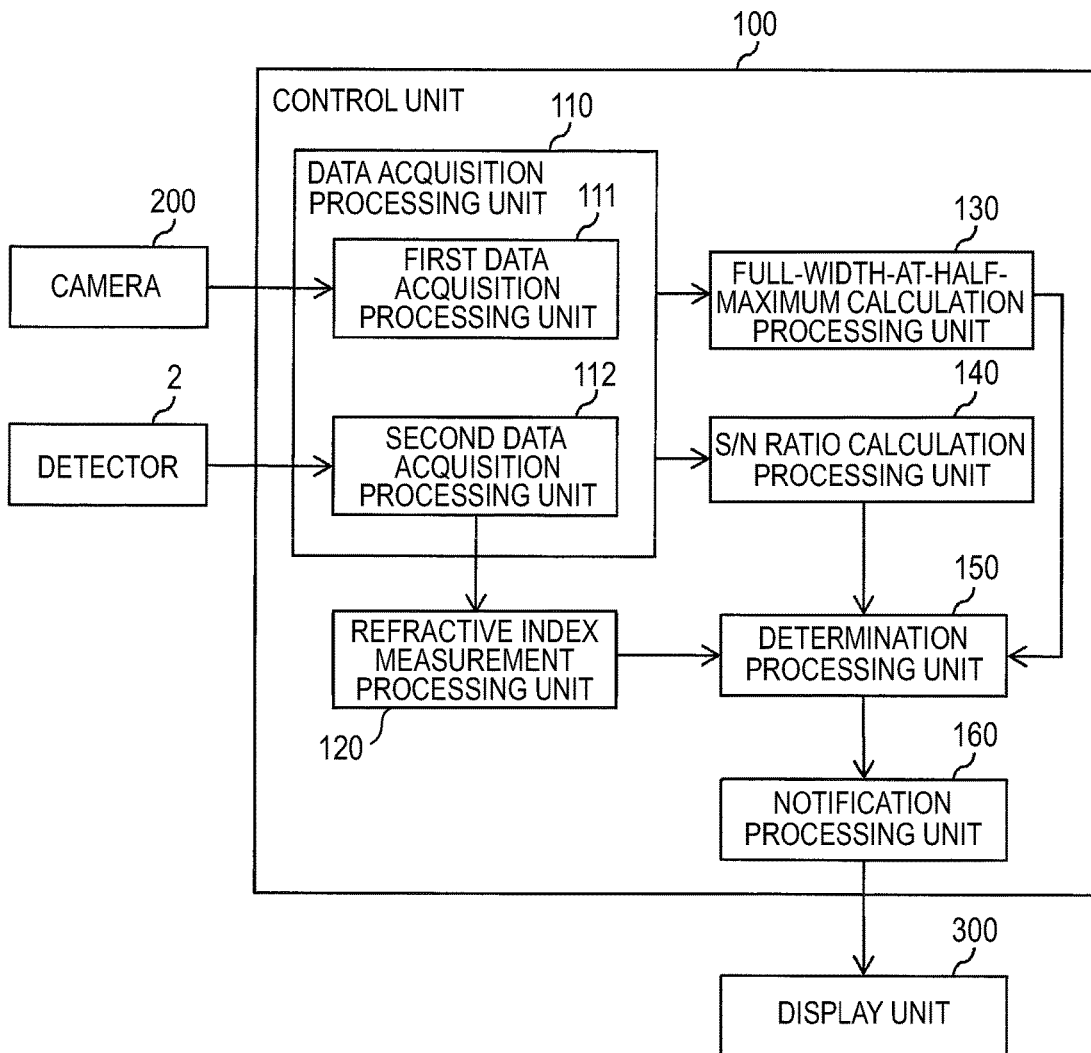 100
CONTROL UNIT
110
DATA ACQUISITION
PROCESSING UNIT
200
CAMERA
111
FIRST DATA
ACQUISITION
PROCESSING UNIT
130
FULL-WIDTH-AT-HALF-
MAXIMUM CALCULATION
PROCESSING UNIT
2
DETECTOR
112
SECOND DATA
ACQUISITION
PROCESSING UNIT
140
S/N RATIO CALCULATION
PROCESSING UNIT
REFRACTIVE INDEX
MEASUREMENT
PROCESSING UNIT
120
150
DETERMINATION
PROCESSING UNIT
160
NOTIFICATION
PROCESSING UNIT
300
DISPLAY UNIT